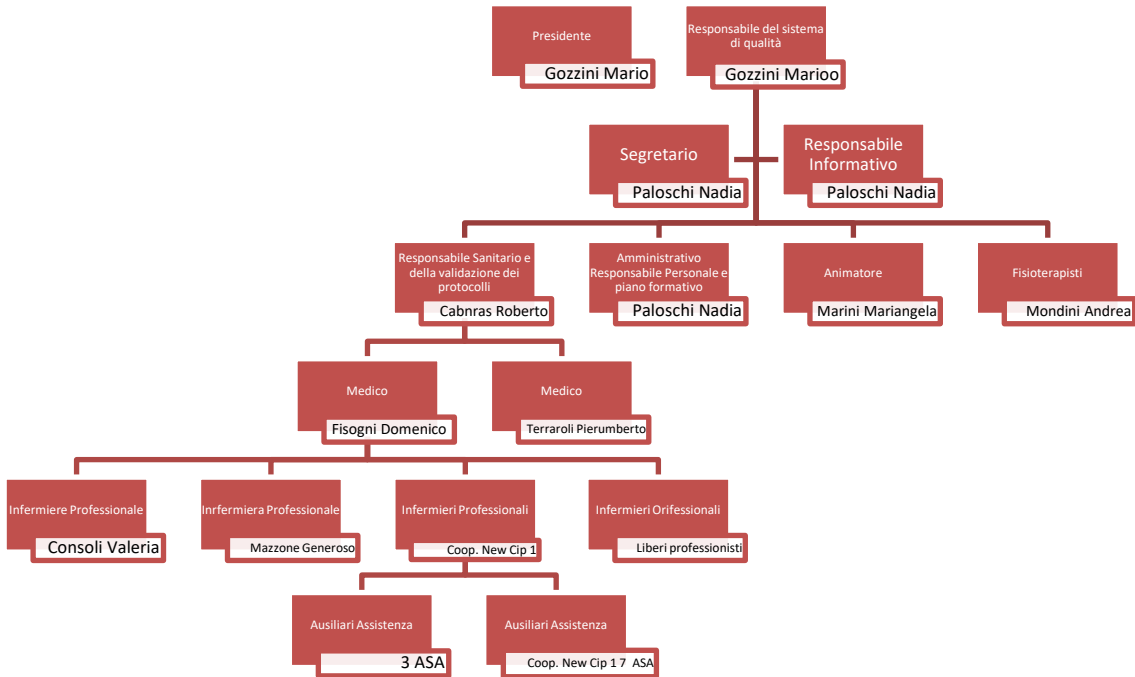 Presidente
Gozzini Mario
Responsabile del sistema
di qualità
Gozzini Marioo
Segretario
Paloschi Nadia
Responsabile
Informativo
Paloschi Nadia
Responsabile Sanitario e
della validazione dei
protocolli
Cabnras Roberto
Amministrativo
Responsabile Personale e
piano formativo
Paloschi Nadia
Animatore
Marini Mariangela
Fisioterapisti
Mondini Andrea
Medico
Fisogni Domenico
Medico
Terraroli Pierumberto
Infermiere Professionale
Consoli Valeria
Inrfermiera Professionale
Mazzone Generoso
Infermieri Professionali
Coop. New Cip 1
Infermieri Orifessionali
Liberi professionisti
Ausiliari Assistenza
3 ASA
Ausiliari Assistenza
Coop. New Cip 1 7 ASA